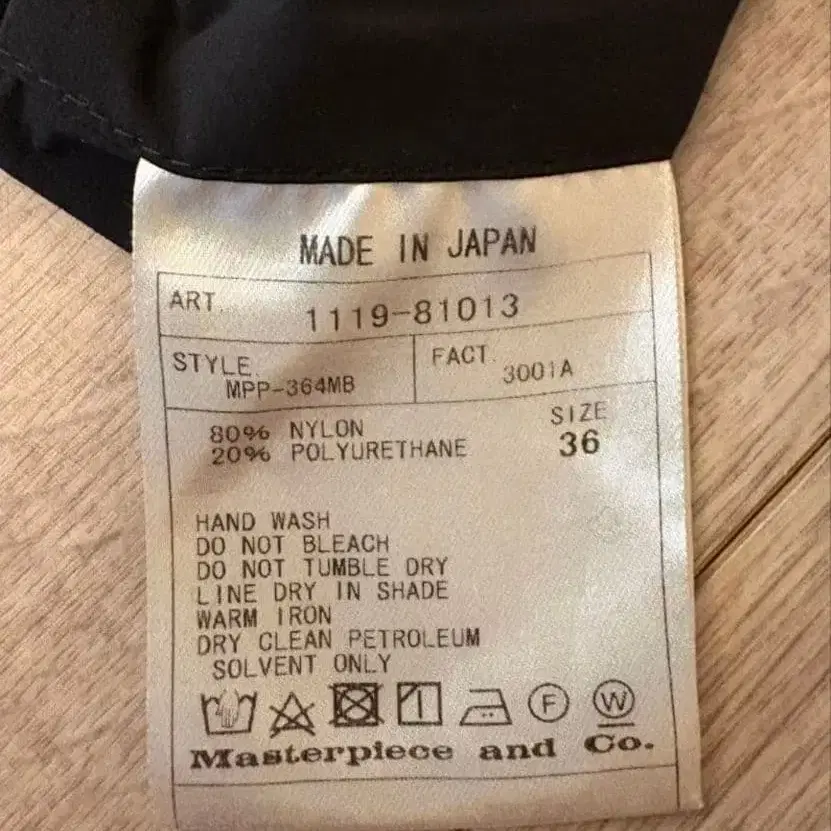 MADE IN JAPAN
ART. 1119-81013
STYLE. MPP-364MB
FACT. 3001A
80% NYLON
20% POLYURETHANE
SIZE
36
HAND WASH
DO NOT BLEACH
DO NOT TUMBLE DRY
LINE DRY IN SHADE
WARM IRON
DRY CLEAN PETROLEUM
SOLVENT ONLY
F W
Masterpiece and Co.